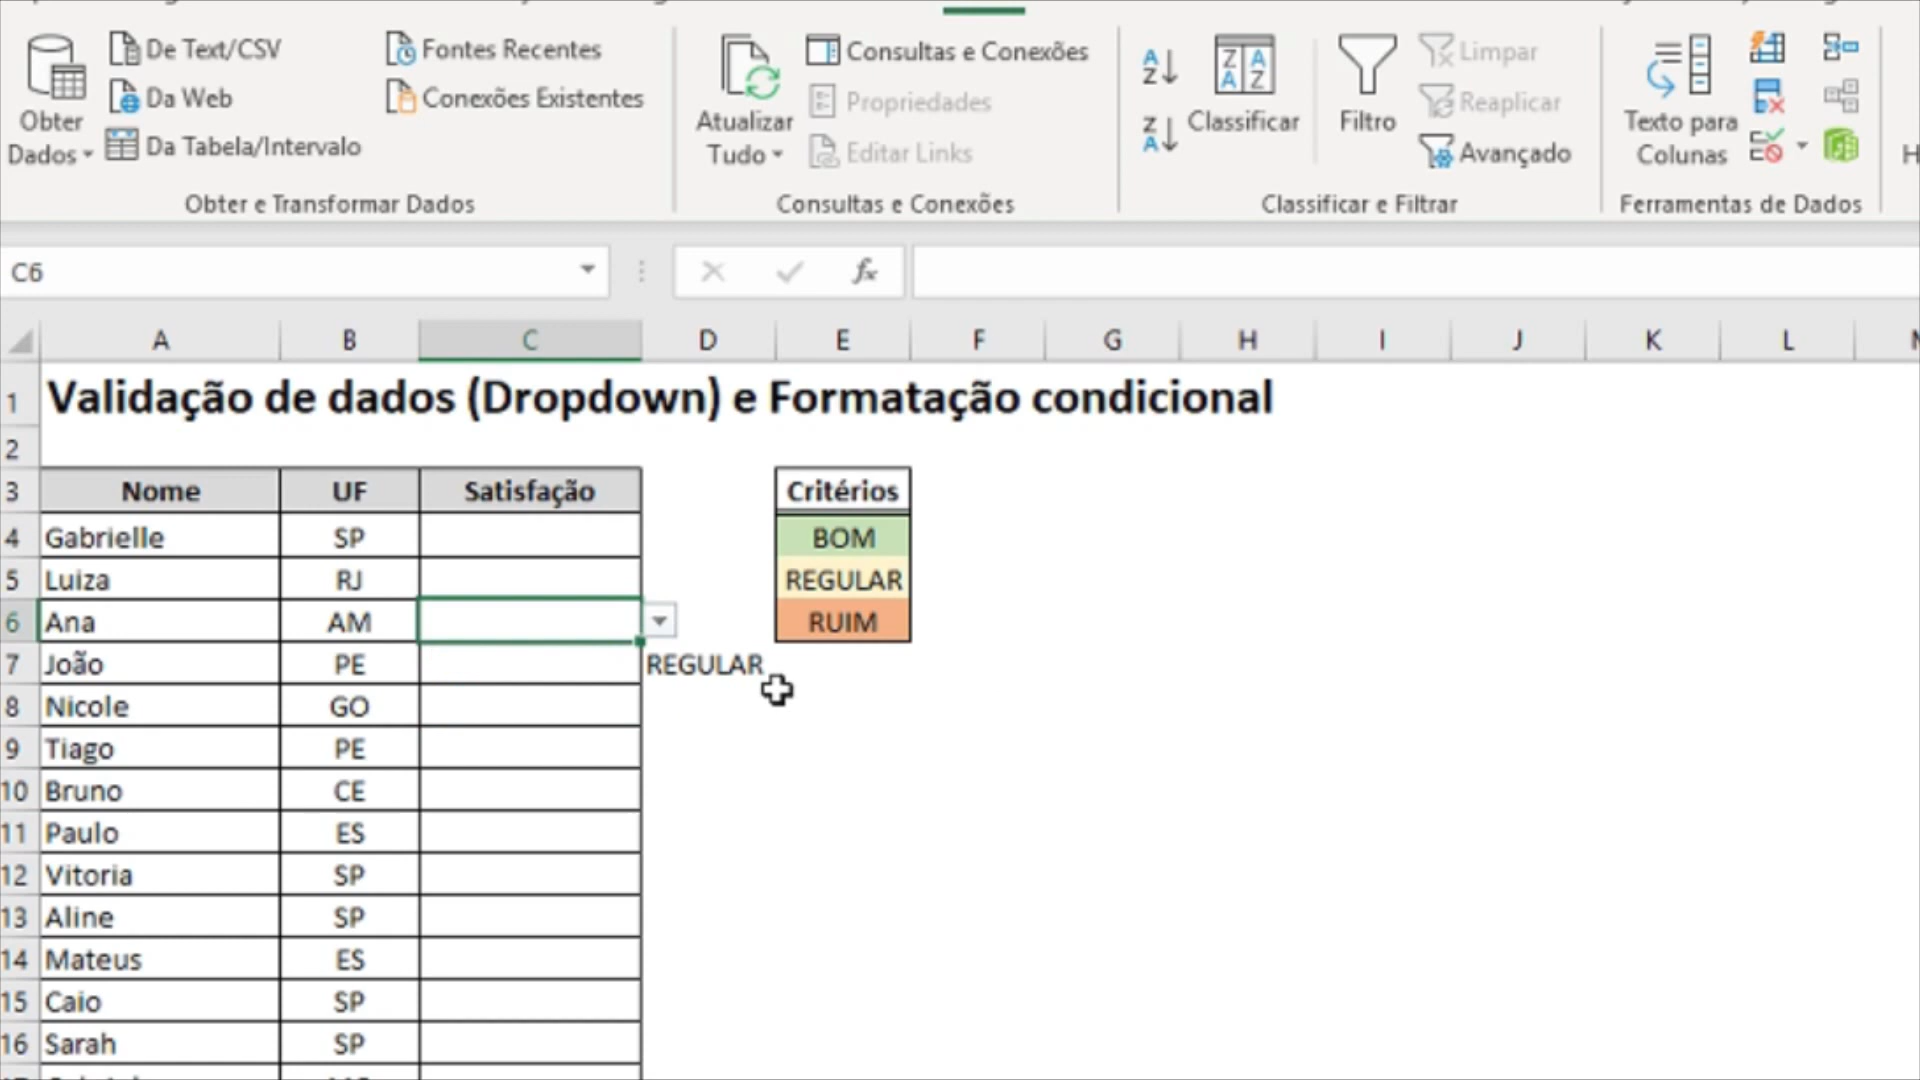 De Text/CSV
Da Web
Da Tabela/Intervalo
Obter
Dados
Fontes Recentes
Conexões Existentes
Obter e Transformar Dados
Atualizar
Tudo
Consultas e Conexões
Propriedades
Editar Links
Consultas e Conexões
Classificar
Filtro
Limpar
Reaplicar
Avançado
Classificar e Filtrar
Texto para
Colunas
Ferramentas de Dados
C6
fx
A B C D E F G H I J K L
1 Validação de dados (Dropdown) e Formatação condicional
2
3 Nome UF Satisfação Critérios
4 Gabrielle SP BOM
5 Luiza RJ REGULAR
6 Ana AM RUIM
7 João PE REGULAR
8 Nicole GO
9 Tiago PE
10 Bruno CE
11 Paulo ES
12 Vitoria SP
13 Aline SP
14 Mateus ES
15 Caio SP
16 Sarah SP